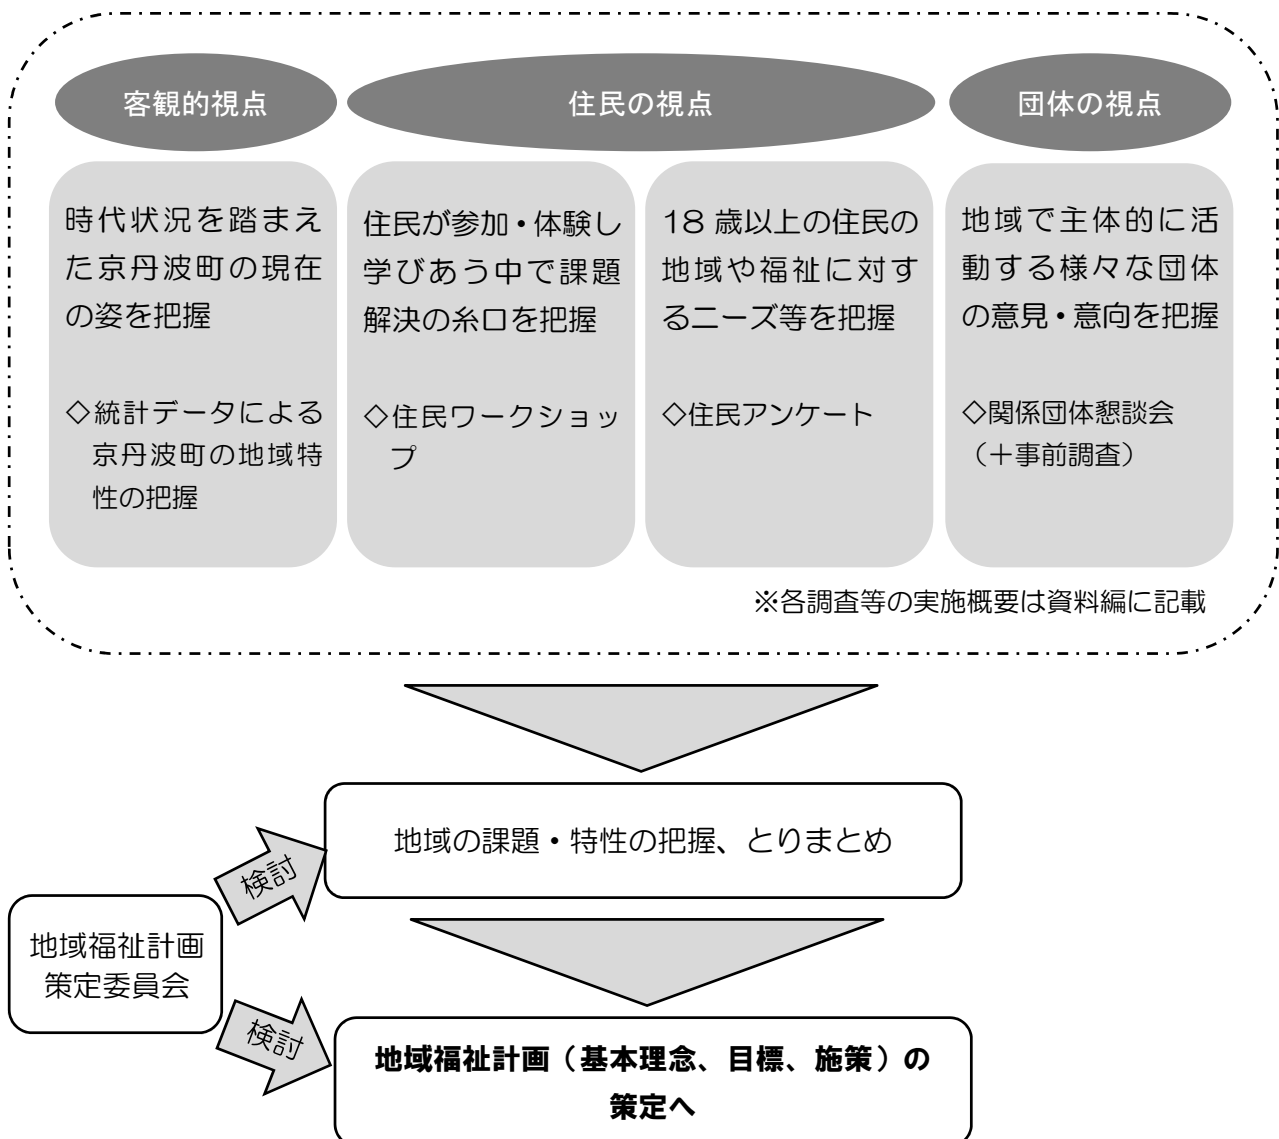 客観的視点
住民の視点
団体の視点
時代状況を踏まえ
た京丹波町の現在
の姿を把握
◇統計データによる
京丹波町の地域特
性の把握
住民が参加・体験し
学びあう中で課題
解決の糸口を把握
◇住民ワークショッ
プ
18 歳以上の住民の
地域や福祉に対す
るニーズ等を把握
◇住民アンケート
地域で主体的に活
動する様々な団体
の意見・意向を把握
◇関係団体懇談会
（＋事前調査）
※各調査等の実施概要は資料編に記載
地域の課題・特性の把握、とりまとめ
検討
地域福祉計画
策定委員会
検討
地域福祉計画（基本理念、目標、施策）の
策定へ